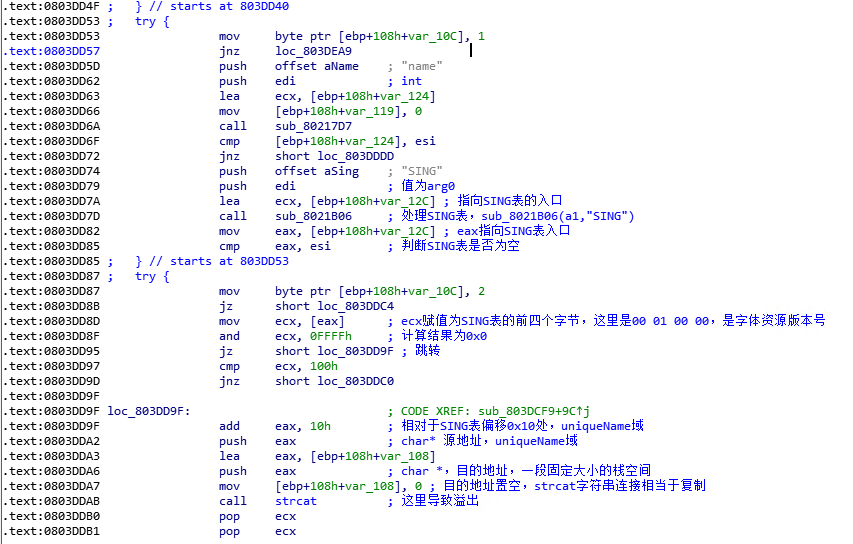 .text:0803DD4F ;   } // starts at 803DD40
.text:0803DD53 ;   try {
.text:0803DD53                 mov     byte ptr [ebp+108h+var_10C], 1
.text:0803DD57                 jnz     loc_803DEA9
.text:0803DD5D                 push    offset aName    ; "name"
.text:0803DD62                 push    edi             ; int
.text:0803DD63                 lea     ecx, [ebp+108h+var_124]
.text:0803DD66                 mov     [ebp+108h+var_119], 0
.text:0803DD6A                 call    sub_80217D7
.text:0803DD6F                 cmp     [ebp+108h+var_124], esi
.text:0803DD72                 jnz     short loc_803DDDD
.text:0803DD74                 push    offset aSing    ; "SING"
.text:0803DD79                 push    edi             ; 值为arg0
.text:0803DD7A                 lea     ecx, [ebp+108h+var_12C] ; 指向SING表的入口
.text:0803DD7D                 call    sub_8021B06     ; 处理SING表，sub_8021B06(a1,"SING")
.text:0803DD82                 mov     eax, [ebp+108h+var_12C] ; eax指向SING表入口
.text:0803DD85                 cmp     eax, esi        ; 判断SING表是否为空
.text:0803DD85 ;   } // starts at 803DD53
.text:0803DD87 ;   try {
.text:0803DD87                 mov     byte ptr [ebp+108h+var_10C], 2
.text:0803DD8B                 jz      short loc_803DDC4
.text:0803DD8D                 mov     ecx, [eax]      ; ecx赋值为SING表的前四个字节，这里是00 01 00 00，是字体资源版本号
.text:0803DD8F                 and     ecx, 0FFFFh     ; 计算结果为0x0
.text:0803DD95                 jz      short loc_803DD9F ; 跳转
.text:0803DD97                 cmp     ecx, 100h
.text:0803DD9D                 jnz     short loc_803DDC0
.text:0803DD9F
.text:0803DD9F loc_803DD9F:                            ; CODE XREF: sub_803DCF9+9C↑j
.text:0803DD9F                 add     eax, 10h        ; 相对于SING表偏移0x10处，uniqueName域
.text:0803DDA2                 push    eax             ; char* 源地址，uniqueName域
.text:0803DDA3                 lea     eax, [ebp+108h+var_108]
.text:0803DDA6                 push    eax             ; char *，目的地址，一段固定大小的栈空间
.text:0803DDA7                 mov     [ebp+108h+var_108], 0 ; 目的地址置空，strcat字符串连接相当于复制
.text:0803DDAB                 call    strcat          ; 这里导致溢出
.text:0803DDB0                 pop     ecx
.text:0803DDB1                 pop     ecx